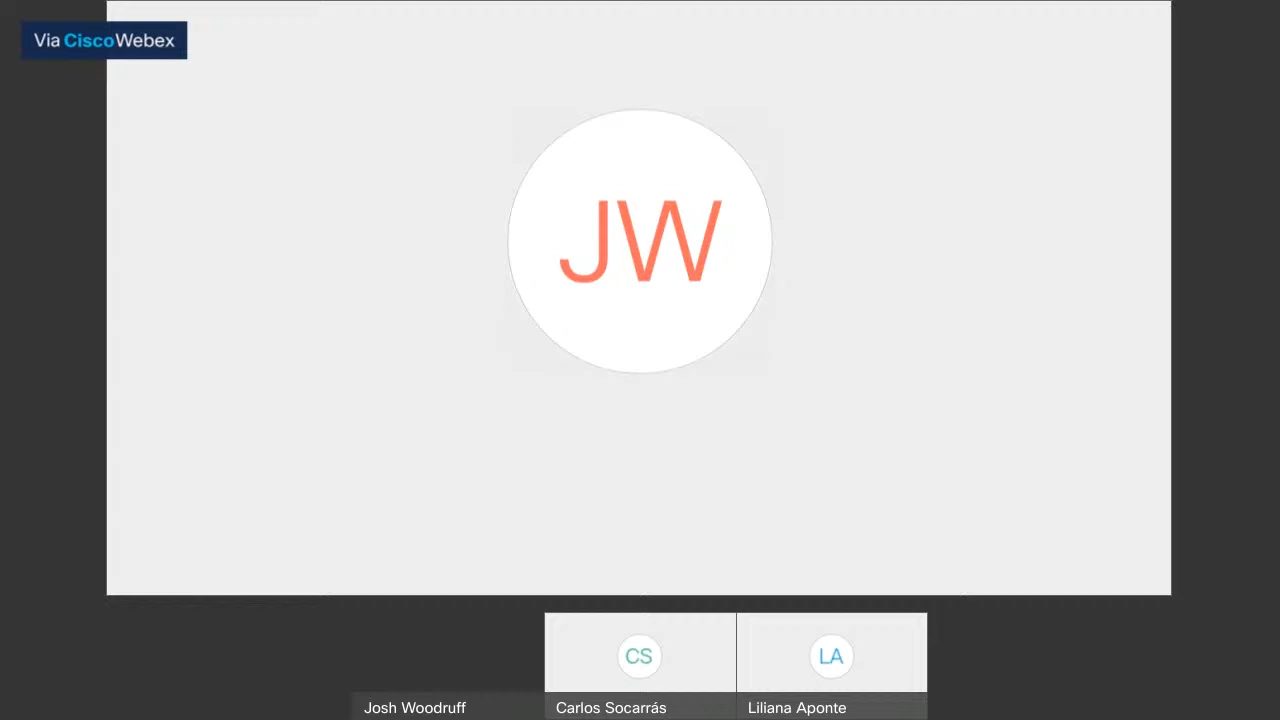 Via CiscoWebex
JW
CS
LA
Josh Woodruff
Carlos Socarrás
Liliana Aponte